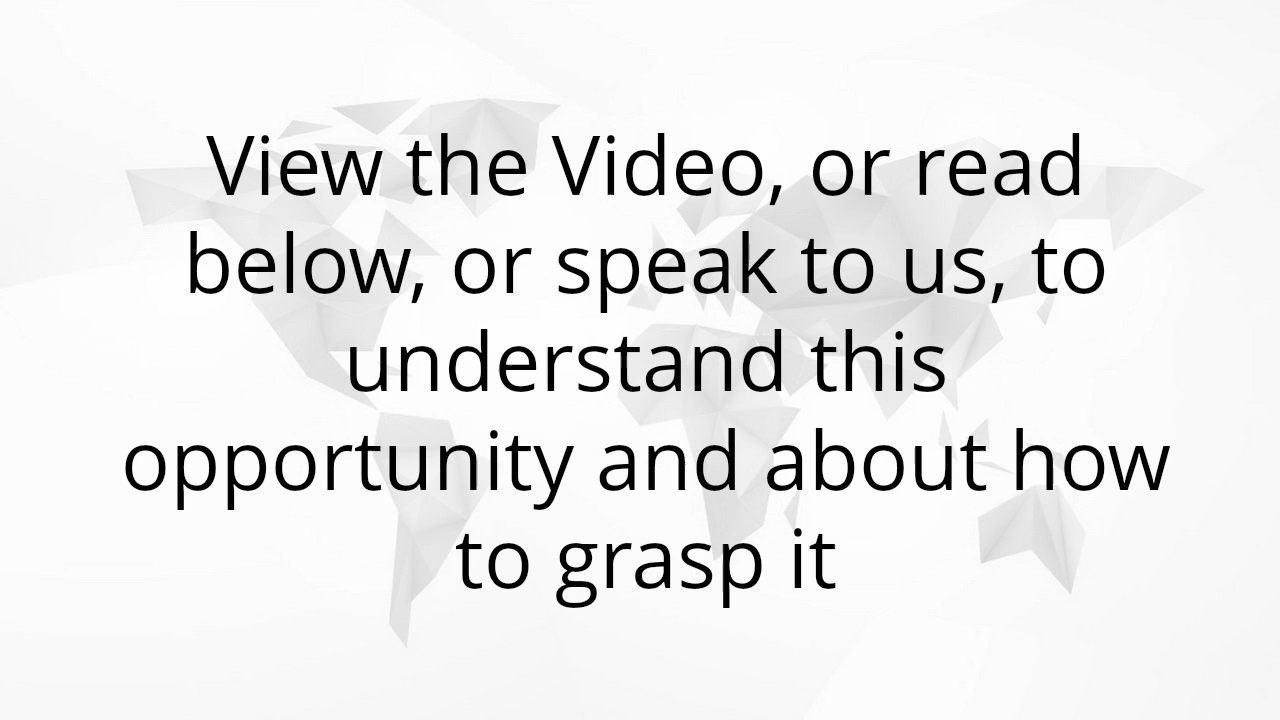 View the Video, or read
below, or speak to us, to
understand this
opportunity and about how
to grasp it